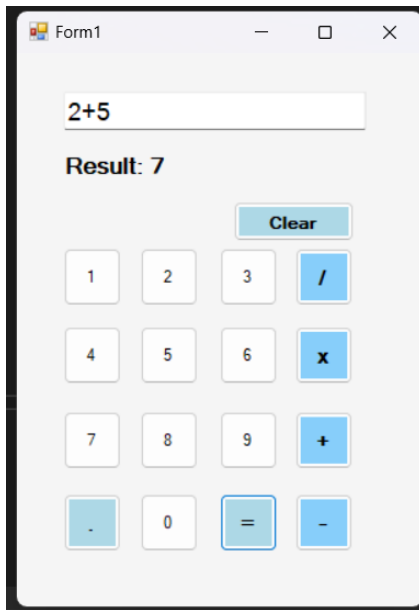 Form1
2+5
Result: 7
Clear
1 2 3 /
4 5 6 x
7 8 9 +
. 0 = -